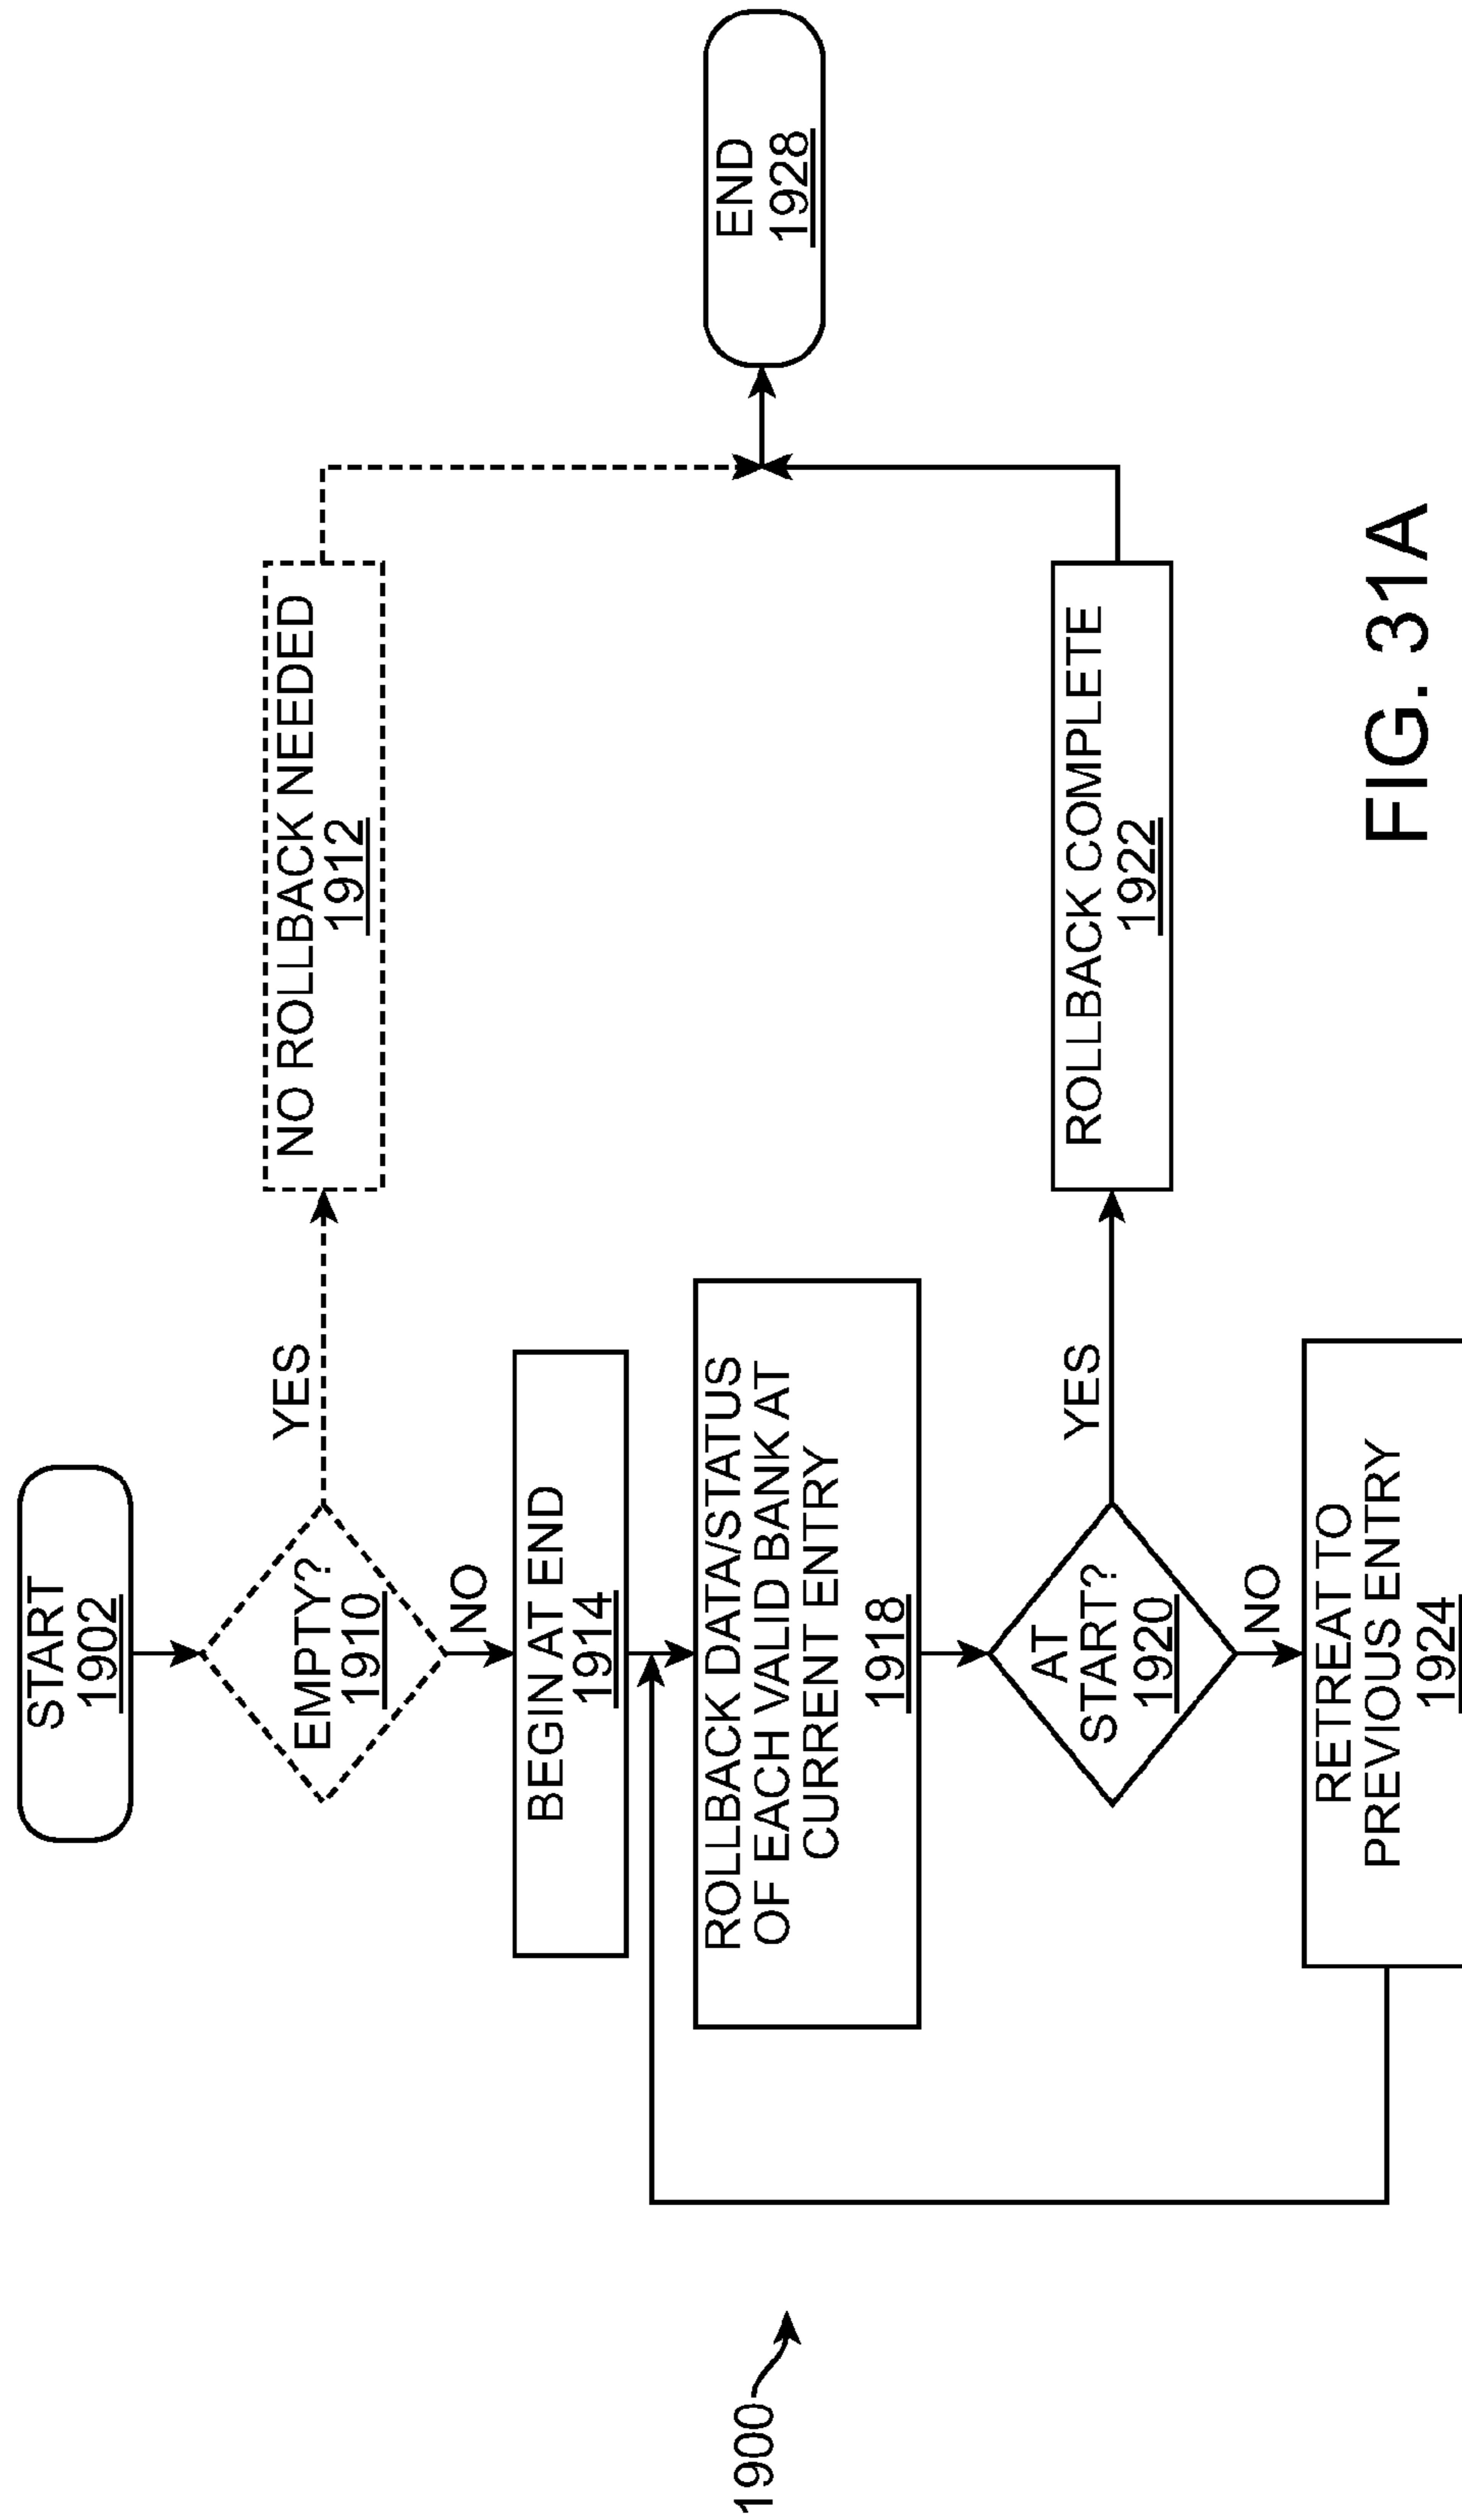 START
1902
EMPTY?
1910
YES
NO ROLLBACK NEEDED
1912
NO
BEGIN AT END
1914
ROLLBACK DATA/STATUS
OF EACH VALID BANK AT
CURRENT ENTRY
1918
AT
START?
1920
YES
ROLLBACK COMPLETE
1922
NO
RETREAT TO
PREVIOUS ENTRY
1924
END
1928
1900
FIG. 31A